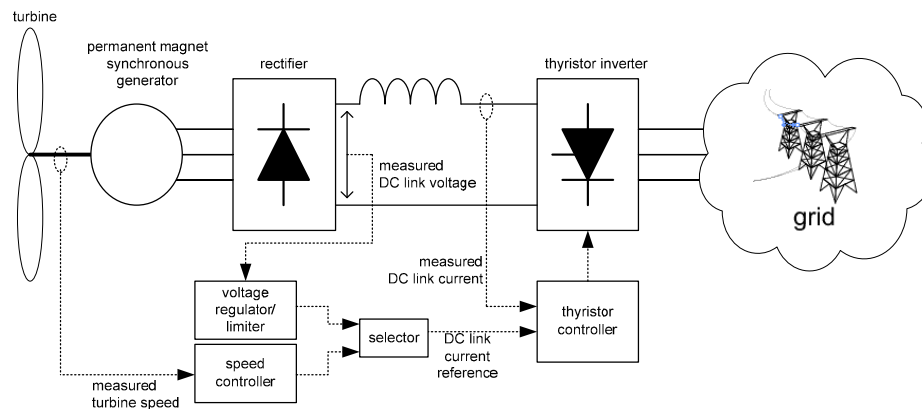 turbine
permanent magnet
synchronous
generator
rectifier
thyristor inverter
measured
DC link voltage
grid
measured
DC link current
voltage
regulator/
limiter
selector
DC link
current
reference
thyristor
controller
speed
controller
measured
turbine speed